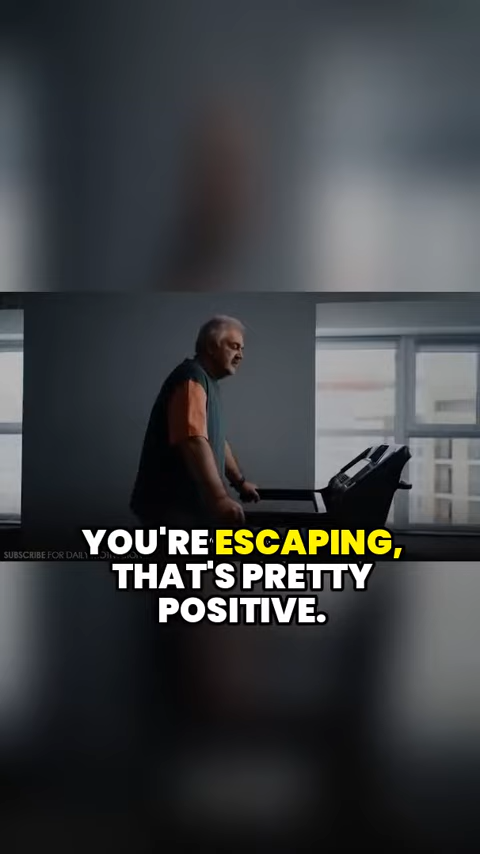 SUBSCRIBE FOR DAILY
YOU'RE ESCAPING,
THAT'S PRETTY
POSITIVE.